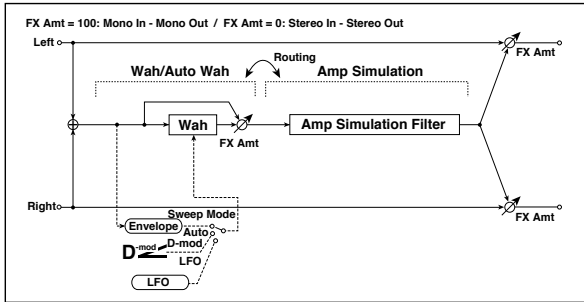 FX Amt = 100: Mono In - Mono Out / FX Amt = 0: Stereo In - Stereo Out
Left
FX Amt
Routing
Wah/Auto Wah
Amp Simulation
Wah
FX Amt
Amp Simulation Filter
Right
FX Amt
Sweep Mode
Envelope
Auto
D-mod
D-mod
LFO
LFO